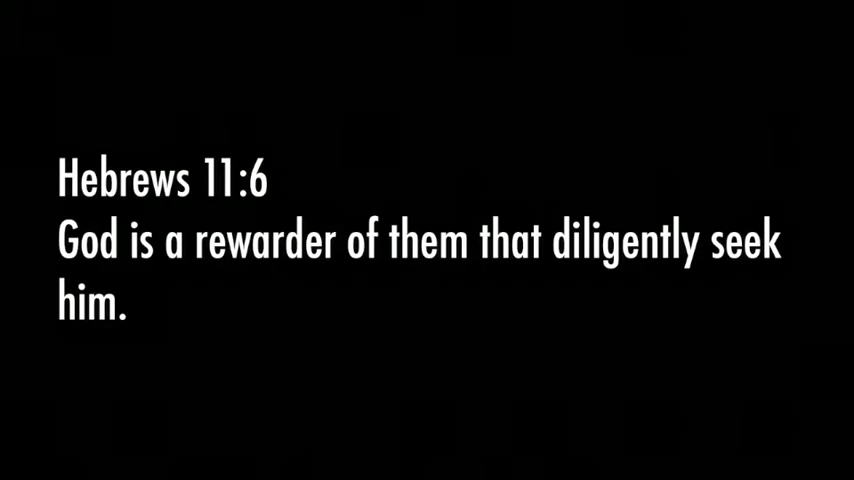 Hebrews 11:6
God is a rewarder of them that diligently seek
him.